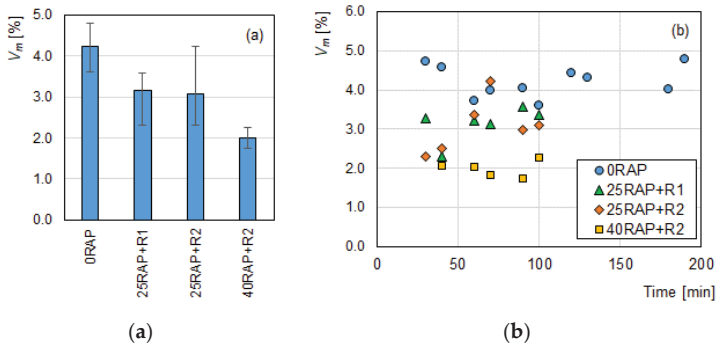 Vm [%]
5.0
4.0
3.0
2.0
1.0
0.0
(a)
0RAP
25RAP+R1
25RAP+R2
40RAP+R2
(a)
Vm [%]
6.0
5.0
4.0
3.0
2.0
1.0
0.0
(b)
0RAP
25RAP+R1
25RAP+R2
40RAP+R2
0 50 100 150 200
Time [min]
(b)